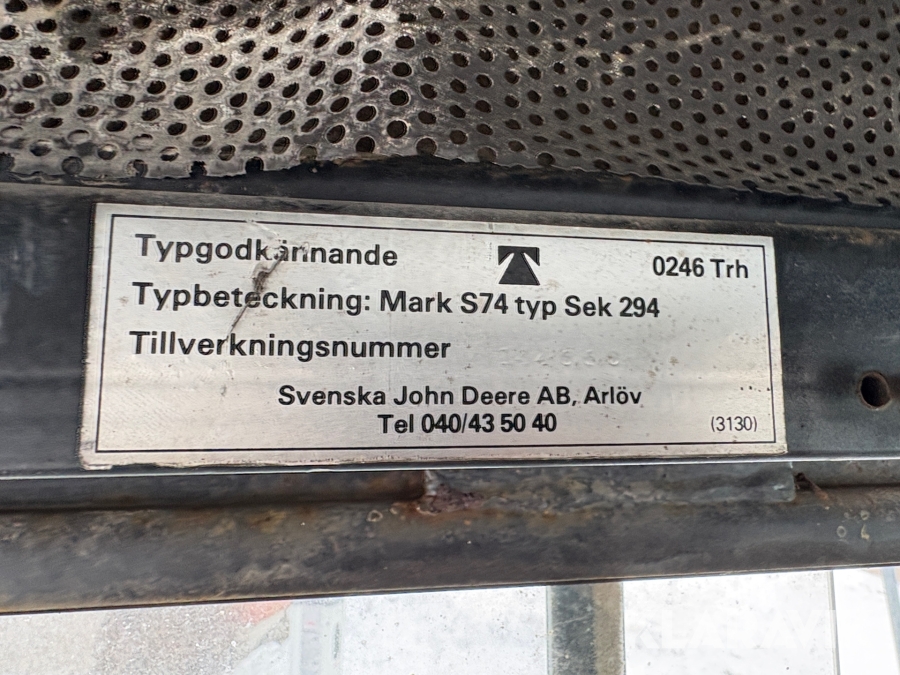 Typgodkännande 0246 Trh
Typbeteckning: Mark S74 typ Sek 294
Tillverkningsnummer
Svenska John Deere AB, Arlöv
Tel 040/43 50 40
(3130)